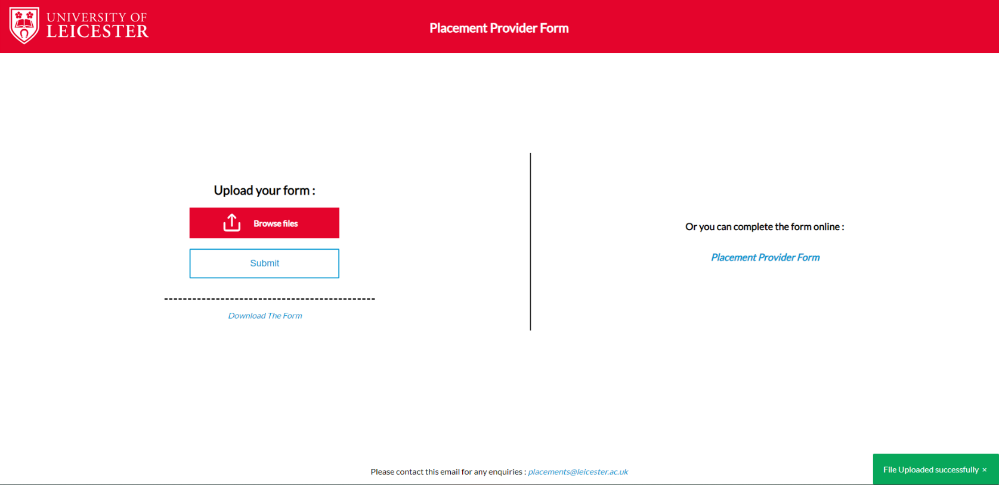 UNIVERSITY OF
LEICESTER
Placement Provider Form
Upload your form :
Browse files
Submit
Download The Form
Or you can complete the form online :
Placement Provider Form
Please contact this email for any enquiries : placements@leicester.ac.uk
File Uploaded successfully ×